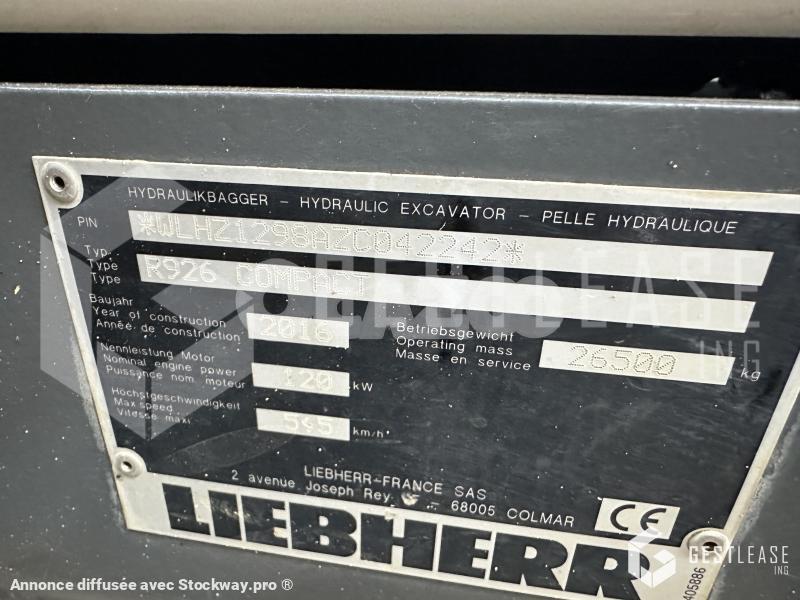 HYDRAULIKBAGGER - HYDRAULIC EXCAVATOR - PELLE HYDRAULIQUE
PIN *WLHZ1298AZC042242*
Typ.
Type R926 COMPACT
Type
Baujahr
Year of construction 2016
Année de construction
Nennleistung Motor
Nominal engine power 120 kW
Puissance nom. moteur
Höchstgeschwindigkeit
Max.speed km/h
Vitesse maxi
Betriebsgewicht
Operating mass 26500 kg
Masse en service
LIEBHERR-FRANCE SAS
2 avenue Joseph Rey
68005 COLMAR
CE
LIEBHERR
405886
GESTLEASE
ING
GESTLEASE
ING
Annonce diffusée avec Stockway.pro ®